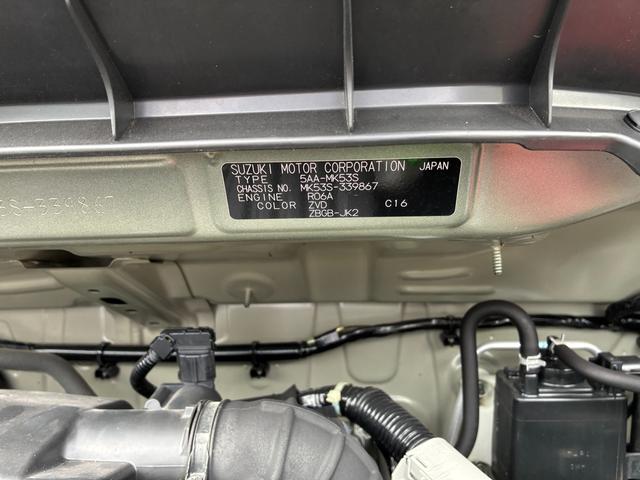 SUZUKI MOTOR CORPORATION JAPAN
TYPE 5AA-MK53S
CHASSIS NO. MK53S-339867
ENGINE R06A
COLOR ZVD C16
ZBGB-JK2